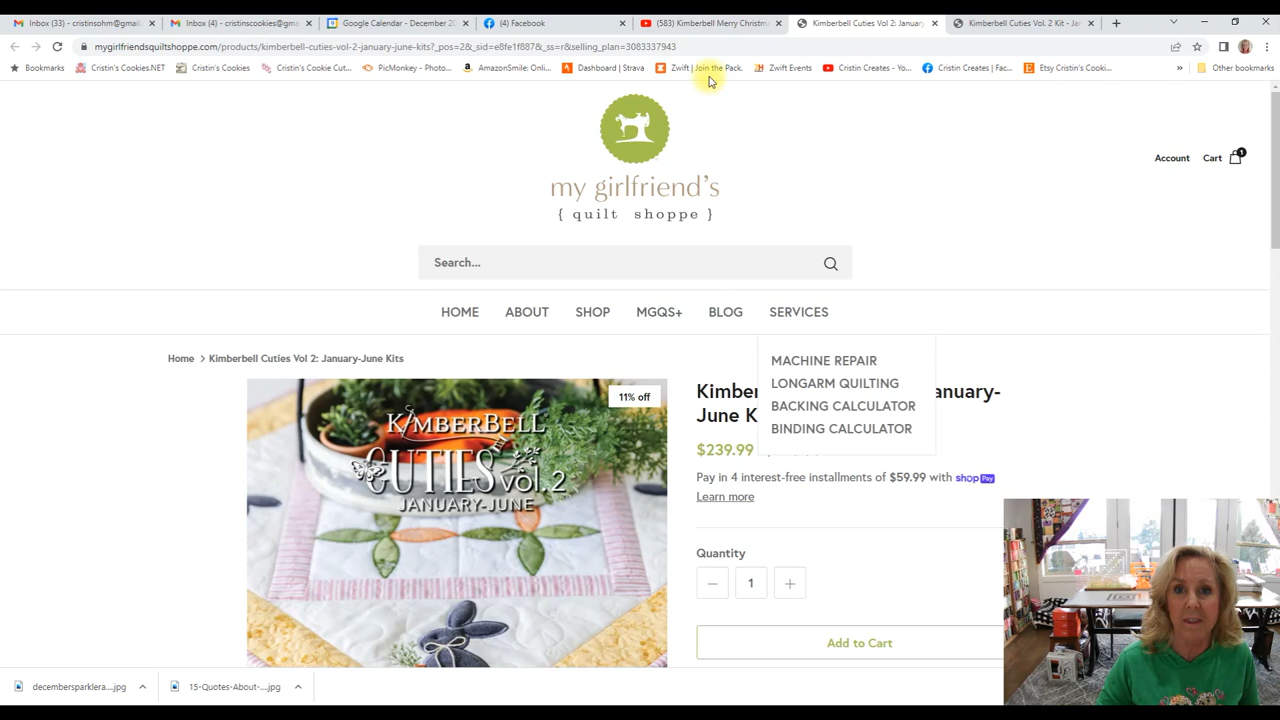 Inbox (33) - cristinsohm@gmail
Inbox (4) - cristinscookies@gma
Google Calendar - December 20
(4) Facebook
(583) Kimberbell Merry Christm
Kimberbell Cuties Vol 2: January
Kimberbell Cuties Vol. 2 Kit - Jan
mygirlfriendsquiltshoppe.com/products/kimberbell-cuties-vol-2-january-june-kits?_pos=2&_sid=e8fe1f887&_ss=r&selling_plan=3083337943
Bookmarks
Cristin's Cookies.NET
Cristin's Cookies
Cristin's Cookie Cut...
PicMonkey - Photo...
AmazonSmile: Onli...
Dashboard | Strava
Zwift | Join the Pack.
Zwift Events
Cristin Creates - Yo...
Cristin Creates | Fac...
Etsy Cristin's Cooki...
Other bookmarks
my girlfriend's
{ quilt shoppe }
Account
Cart 1
Search...
HOME ABOUT SHOP MGQS+ BLOG SERVICES
MACHINE REPAIR
LONGARM QUILTING
BACKING CALCULATOR
BINDING CALCULATOR
Home > Kimberbell Cuties Vol 2: January-June Kits
11% off
KIMBERBELL
CUTIES vol. 2
JANUARY-JUNE
$239.99
Pay in 4 interest-free installments of $59.99 with shop Pay
Learn more
Quantity
1
Add to Cart
decembersparklera....jpg
15-Quotes-About-....jpg